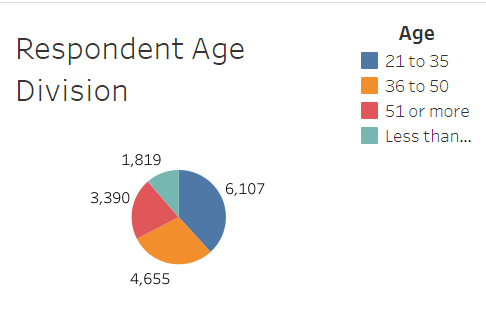 Respondent Age
Division
Age
21 to 35
36 to 50
51 or more
Less than...
1,819
6,107
3,390
4,655